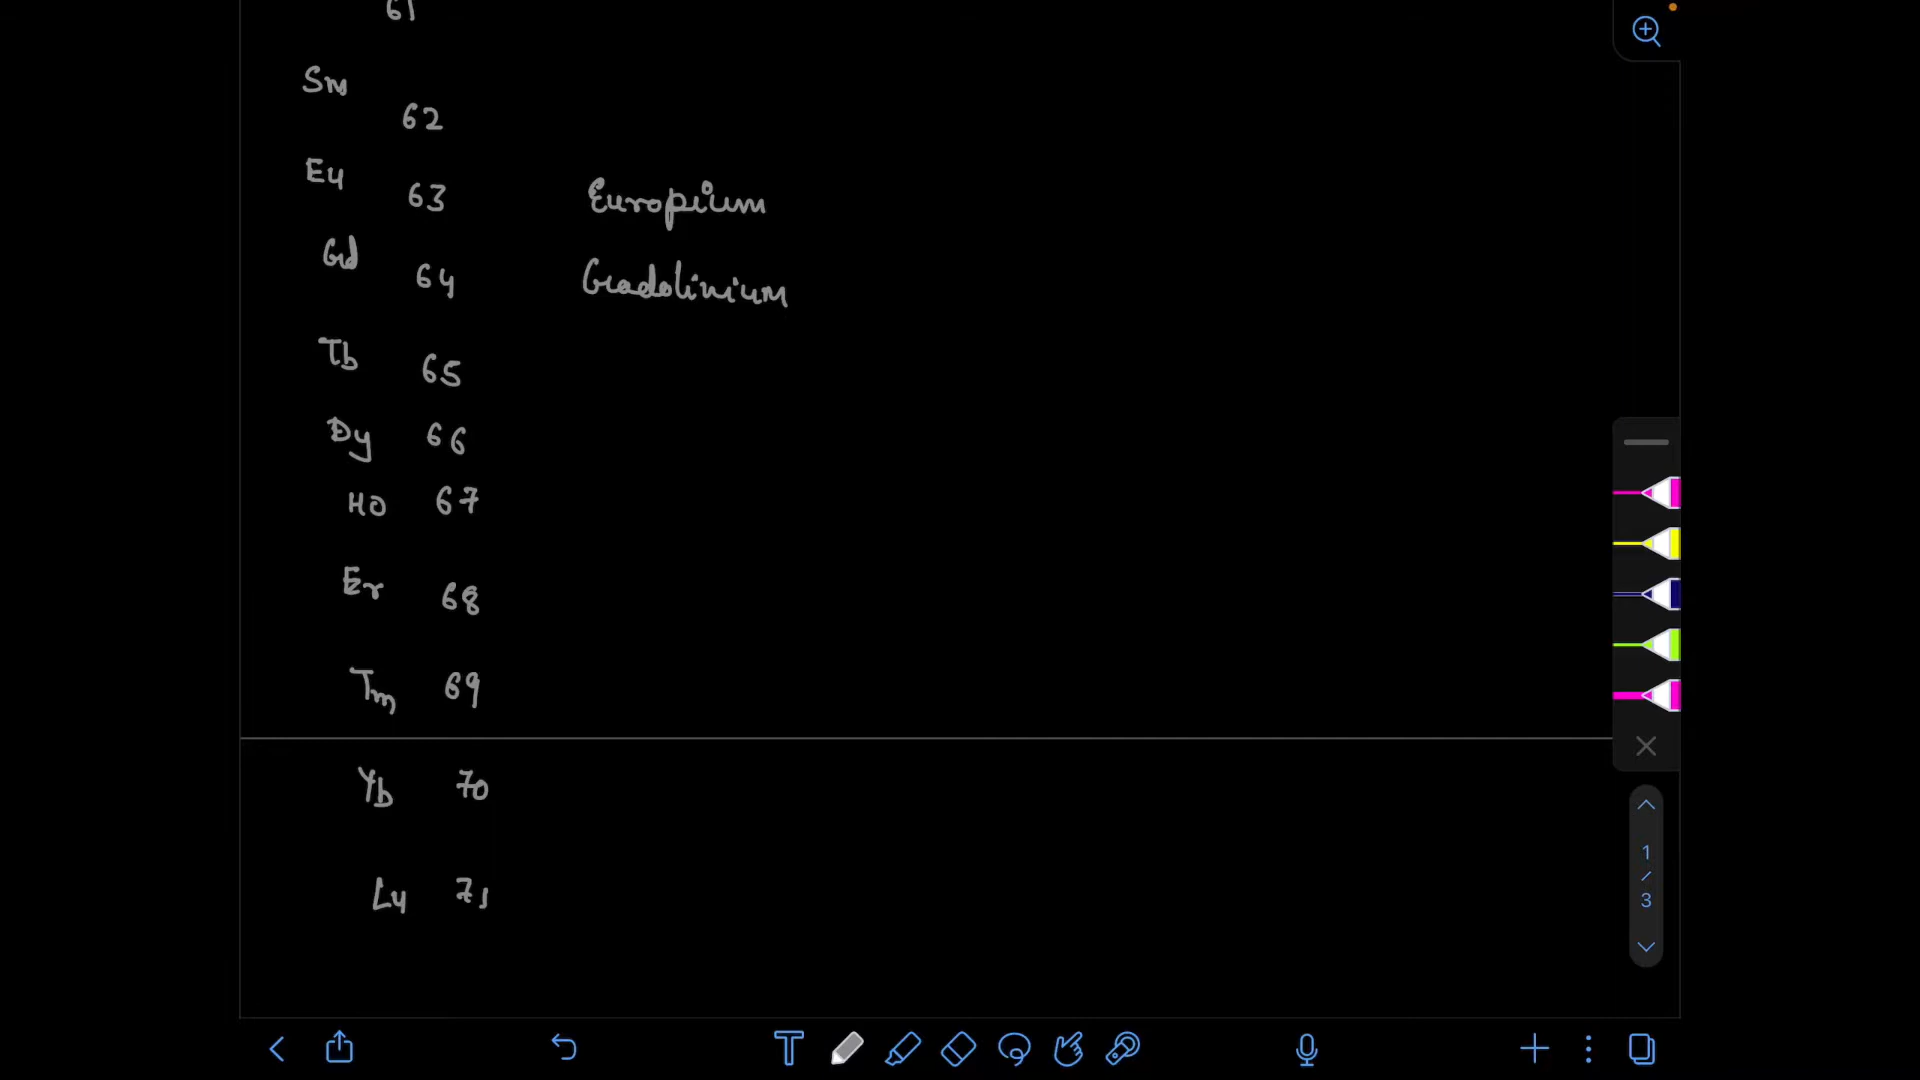 61
Sm 62
Eu 63 Europium
Gd 64 Gadolinium
Tb 65
Dy 66
Ho 67
Er 68
Tm 69
Yb 70
Lu 71
1
/
3
T